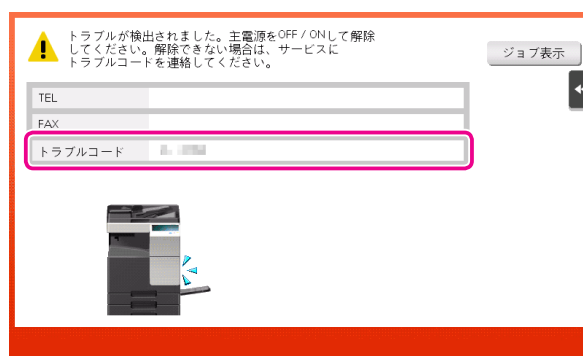 トラブルが検出されました。主電源をOFF / ONして解除
してください。解除できない場合は、サービスに
トラブルコードを連絡してください。
ジョブ表示
TEL
FAX
トラブルコード